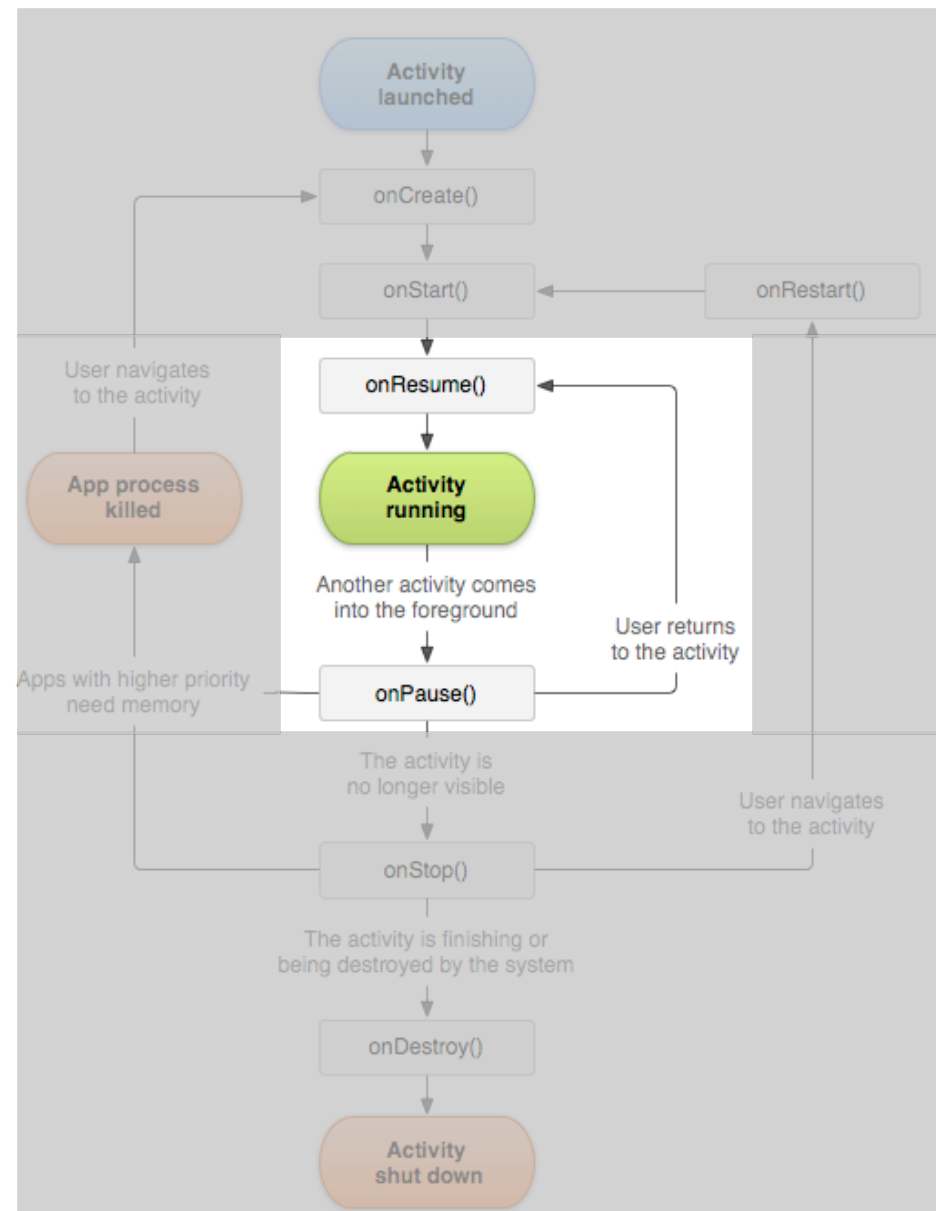 Activity
launched
onCreate()
onStart()
onRestart()
User navigates
to the activity
onResume()
App process
killed
Activity
running
Another activity comes
into the foreground
User returns
to the activity
Apps with higher priority
need memory
onPause()
The activity is
no longer visible
User navigates
to the activity
onStop()
The activity is finishing or
being destroyed by the system
onDestroy()
Activity
shut down